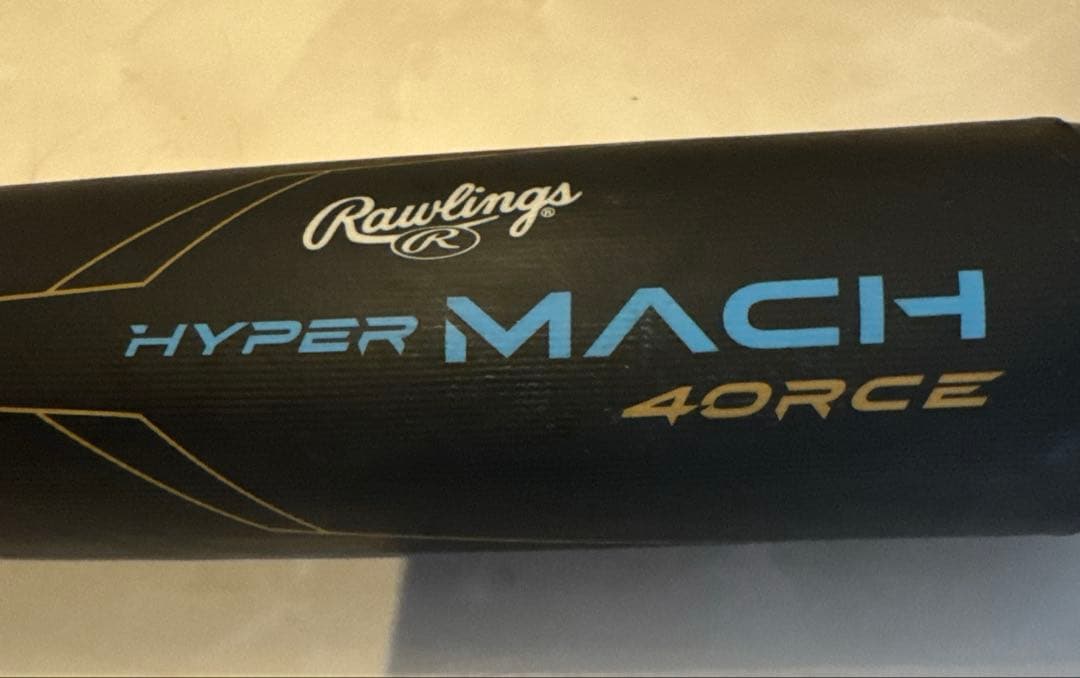 Rawlings®
R
HYPER MACH
4ORCE